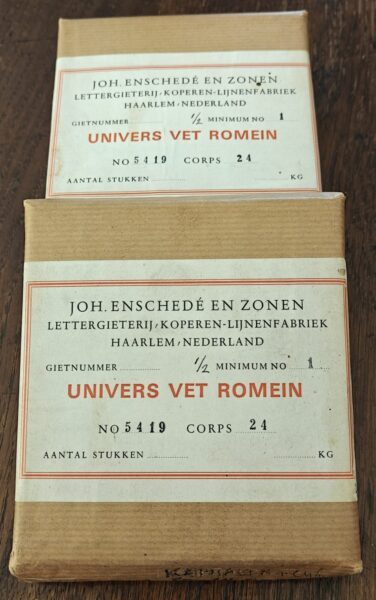 JOH. ENSCHEDÉ EN ZONEN
LETTERGIETERIJ, KOPEREN-LIJNENFABRIEK
HAARLEM, NEDERLAND
GIETNUMMER 1/2 MINIMUM NO 1
UNIVERS VET ROMEIN
NO 5419 CORPS 24
AANTAL STUKKEN KG
JOH. ENSCHEDÉ EN ZONEN
LETTERGIETERIJ, KOPEREN-LIJNENFABRIEK
HAARLEM, NEDERLAND
GIETNUMMER 1/2 MINIMUM NO 1
UNIVERS VET ROMEIN
NO 5419 CORPS 24
AANTAL STUKKEN KG